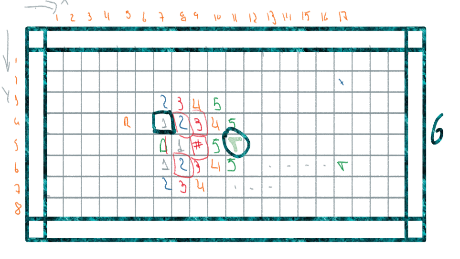 1 2 3 4 5 6 7 8 9 10 11 12 13 14 15 16 17
Y
1
2
3
2 3 4 5
4 R 1 2 3 4 5
5 0 1 # 5
6 1 2 3 4 5 . . . .
7 2 3 4 . . .
8
6